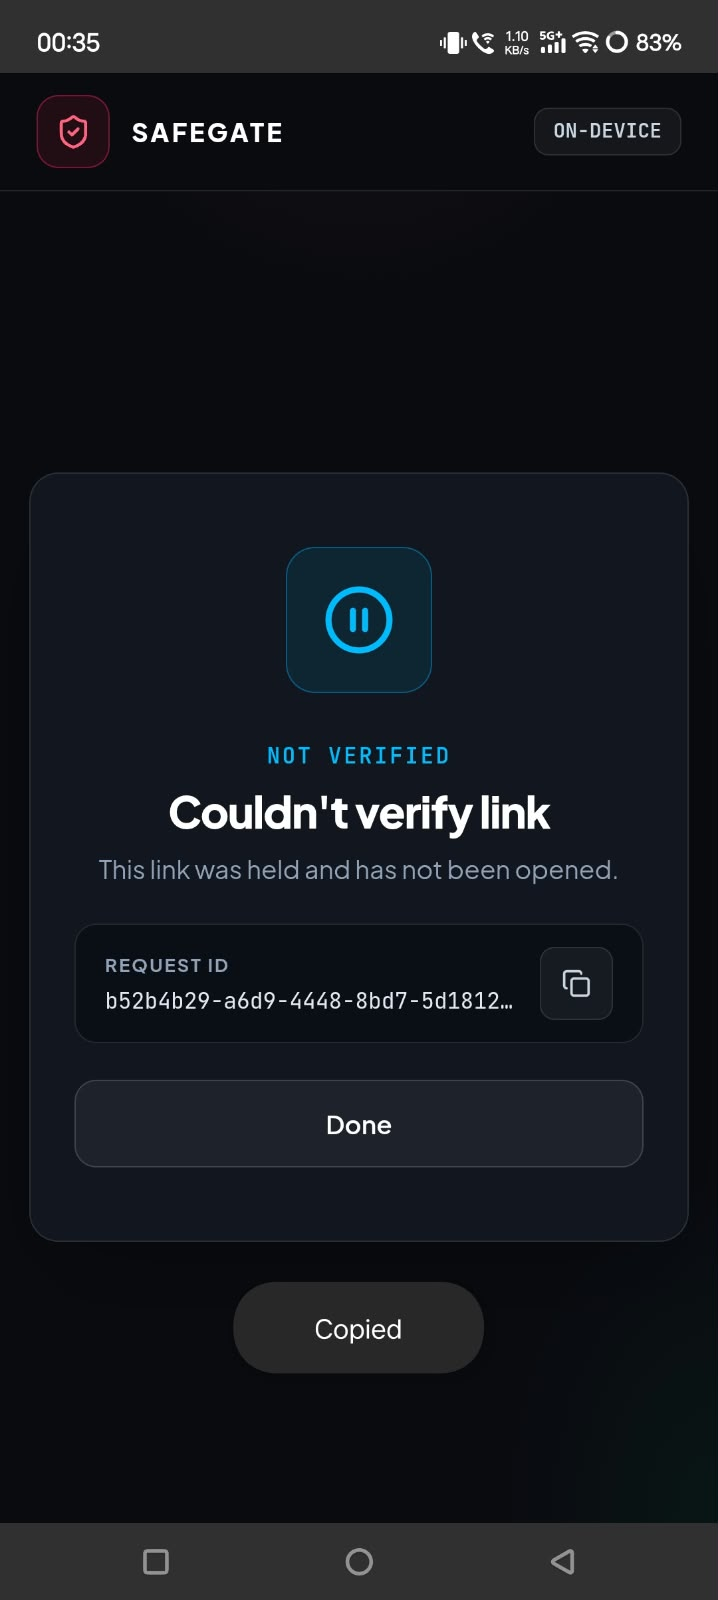 00:35 1.10 KB/s 5G+ 83%
SAFEGATE ON-DEVICE
NOT VERIFIED
Couldn't verify link
This link was held and has not been opened.
REQUEST ID
b52b4b29-a6d9-4448-8bd7-5d1812…
Done
Copied